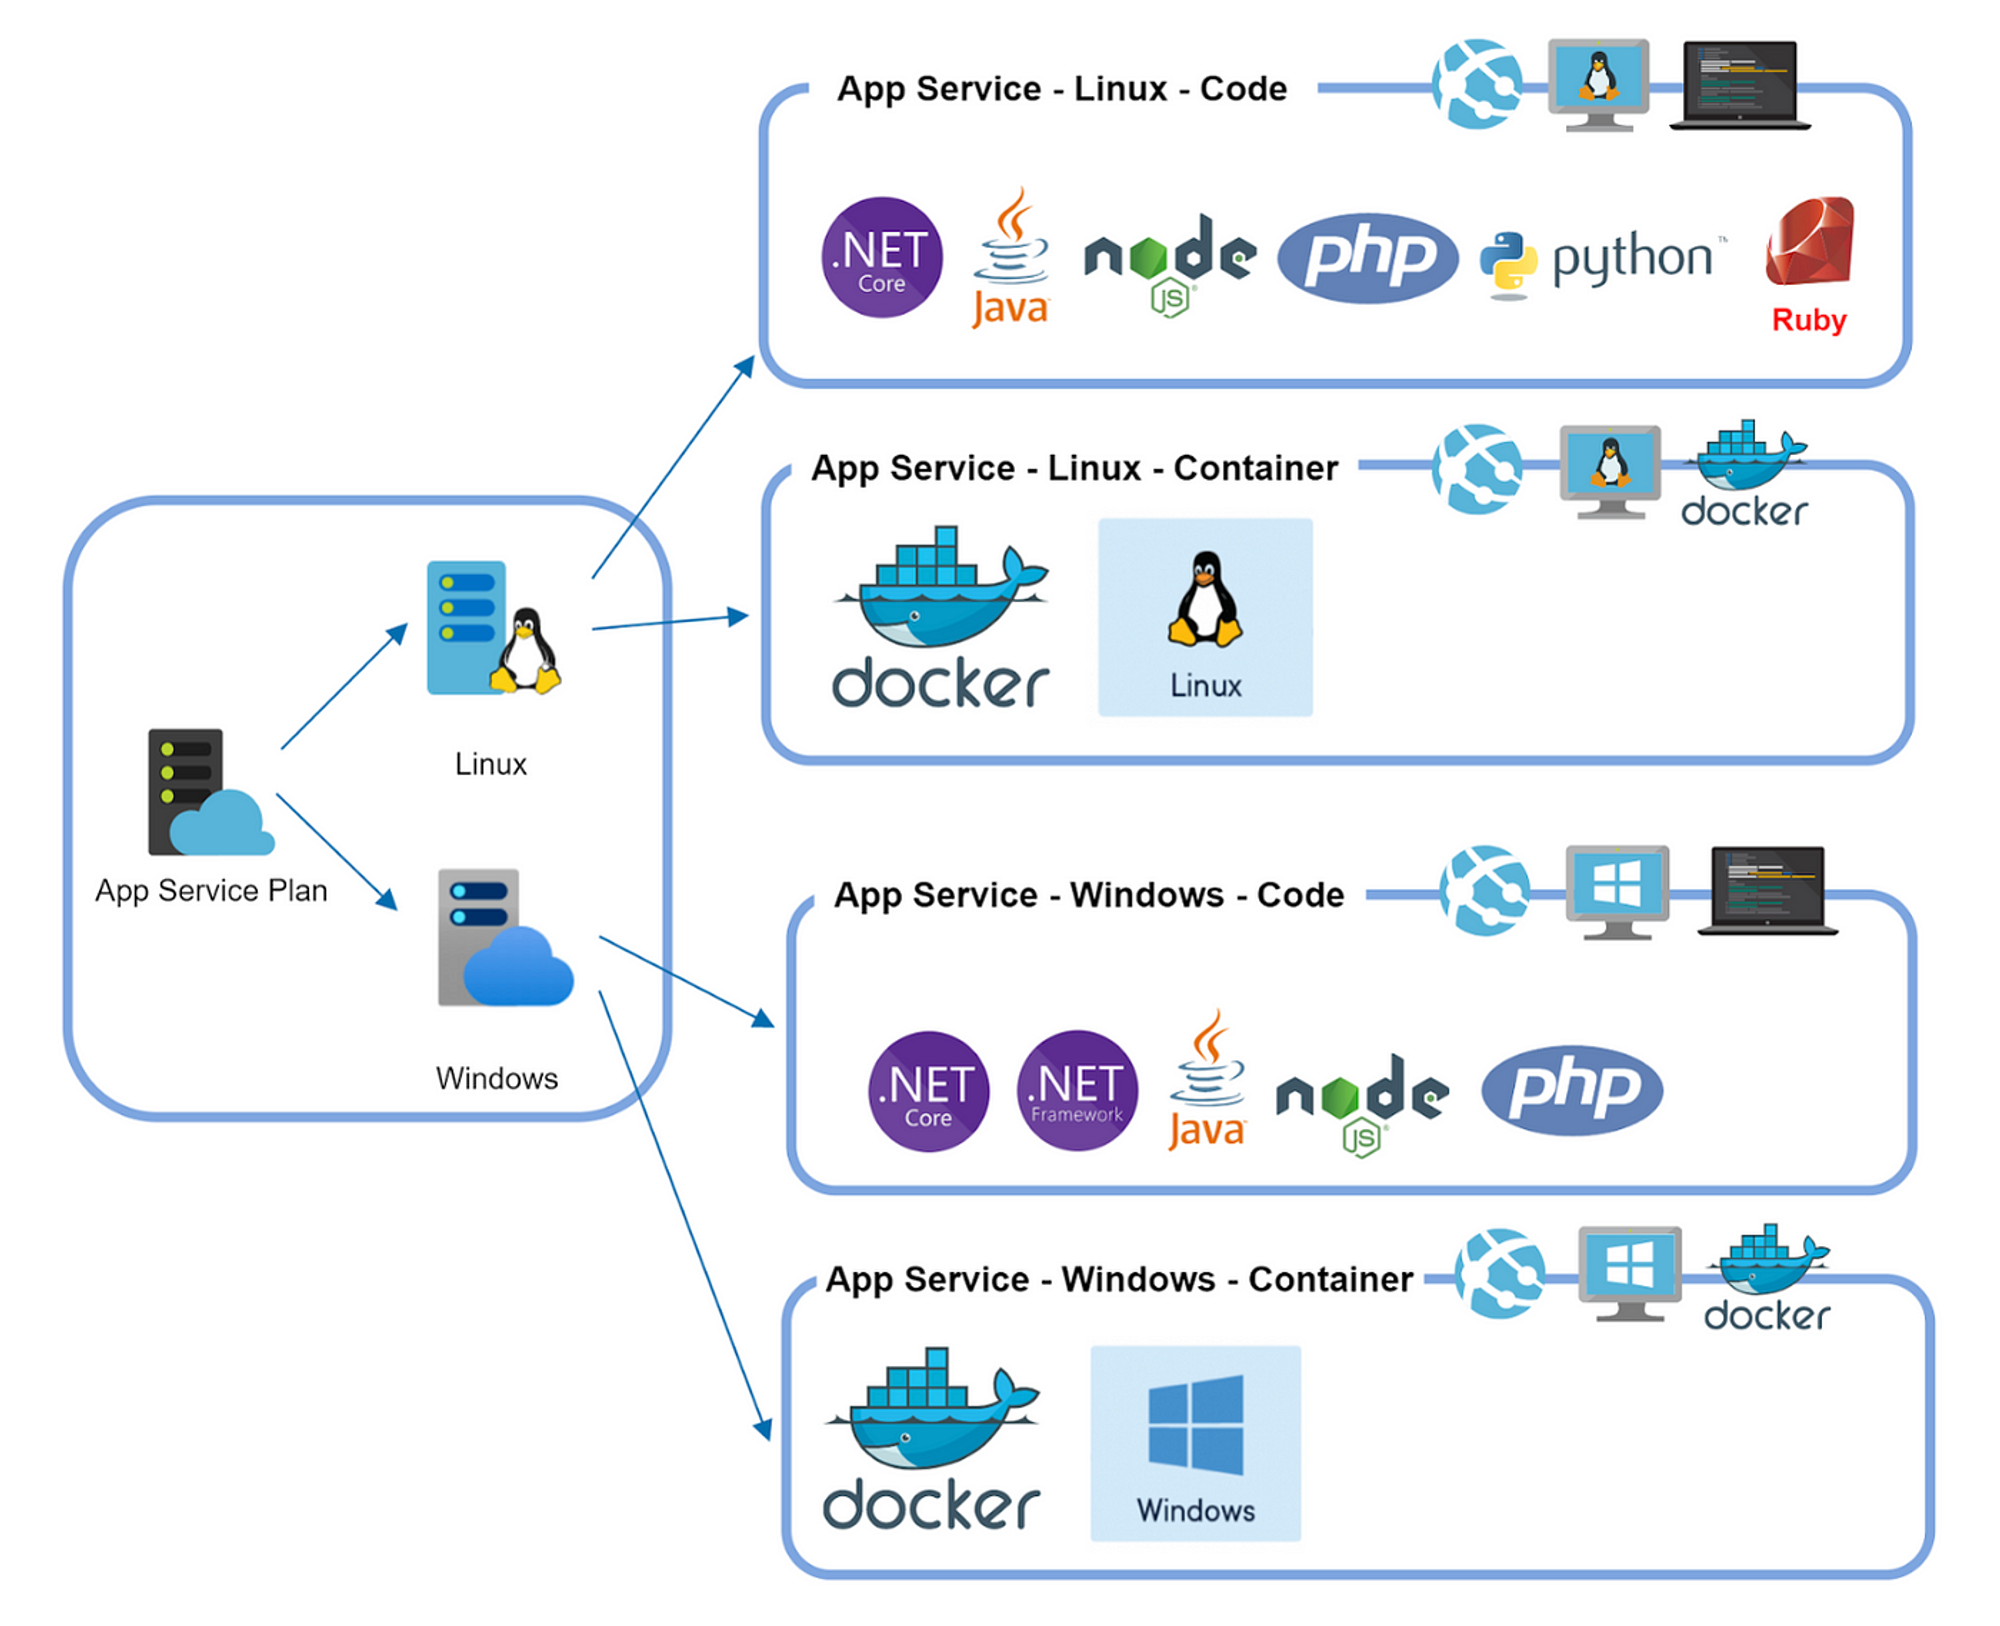 App Service - Linux - Code
.NET
Core
Java
node
JS
php
python™
Ruby
App Service - Linux - Container
docker
docker
Linux
App Service Plan
Linux
Windows
App Service - Windows - Code
.NET
Core
.NET
Framework
Java
node
JS
php
App Service - Windows - Container
docker
docker
Windows